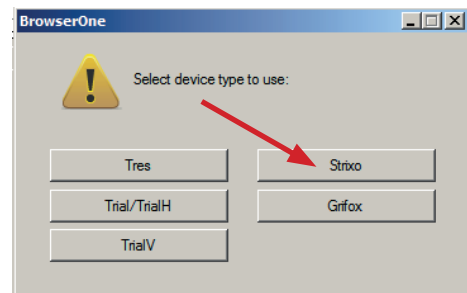 BrowserOne
Select device type to use:
Tres
Strixo
Trial/TrialH
Grifox
TrialV